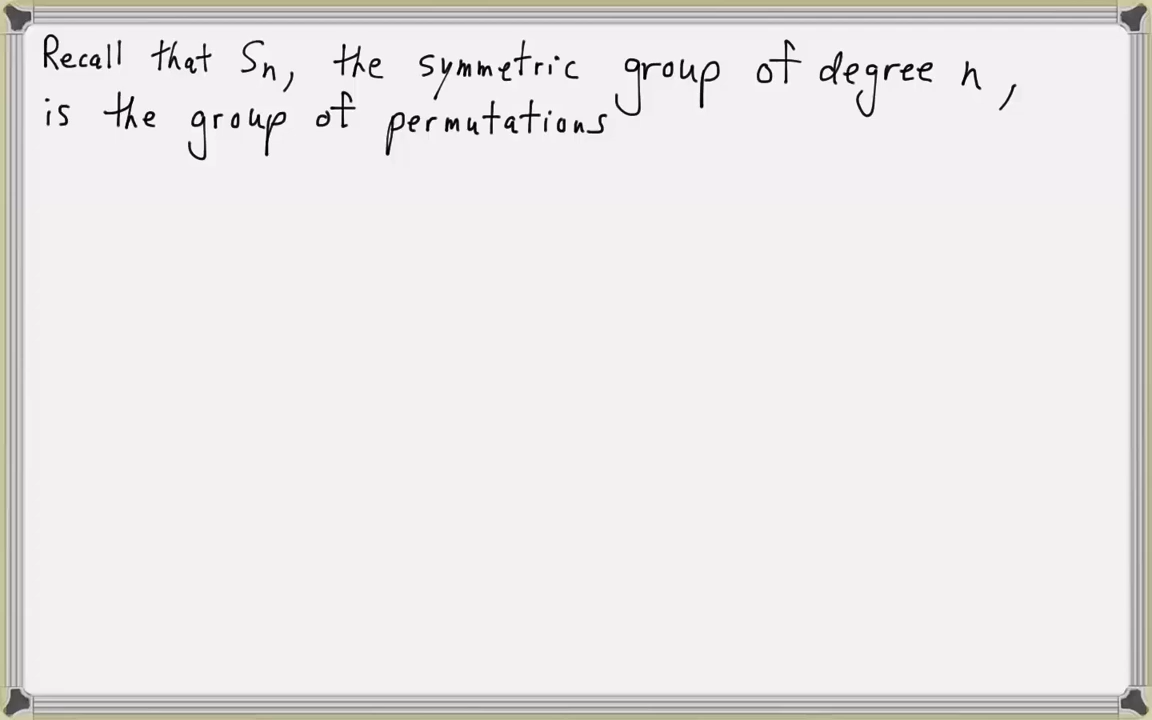 Recall that Sn, the symmetric group of degree n,
is the group of permutations